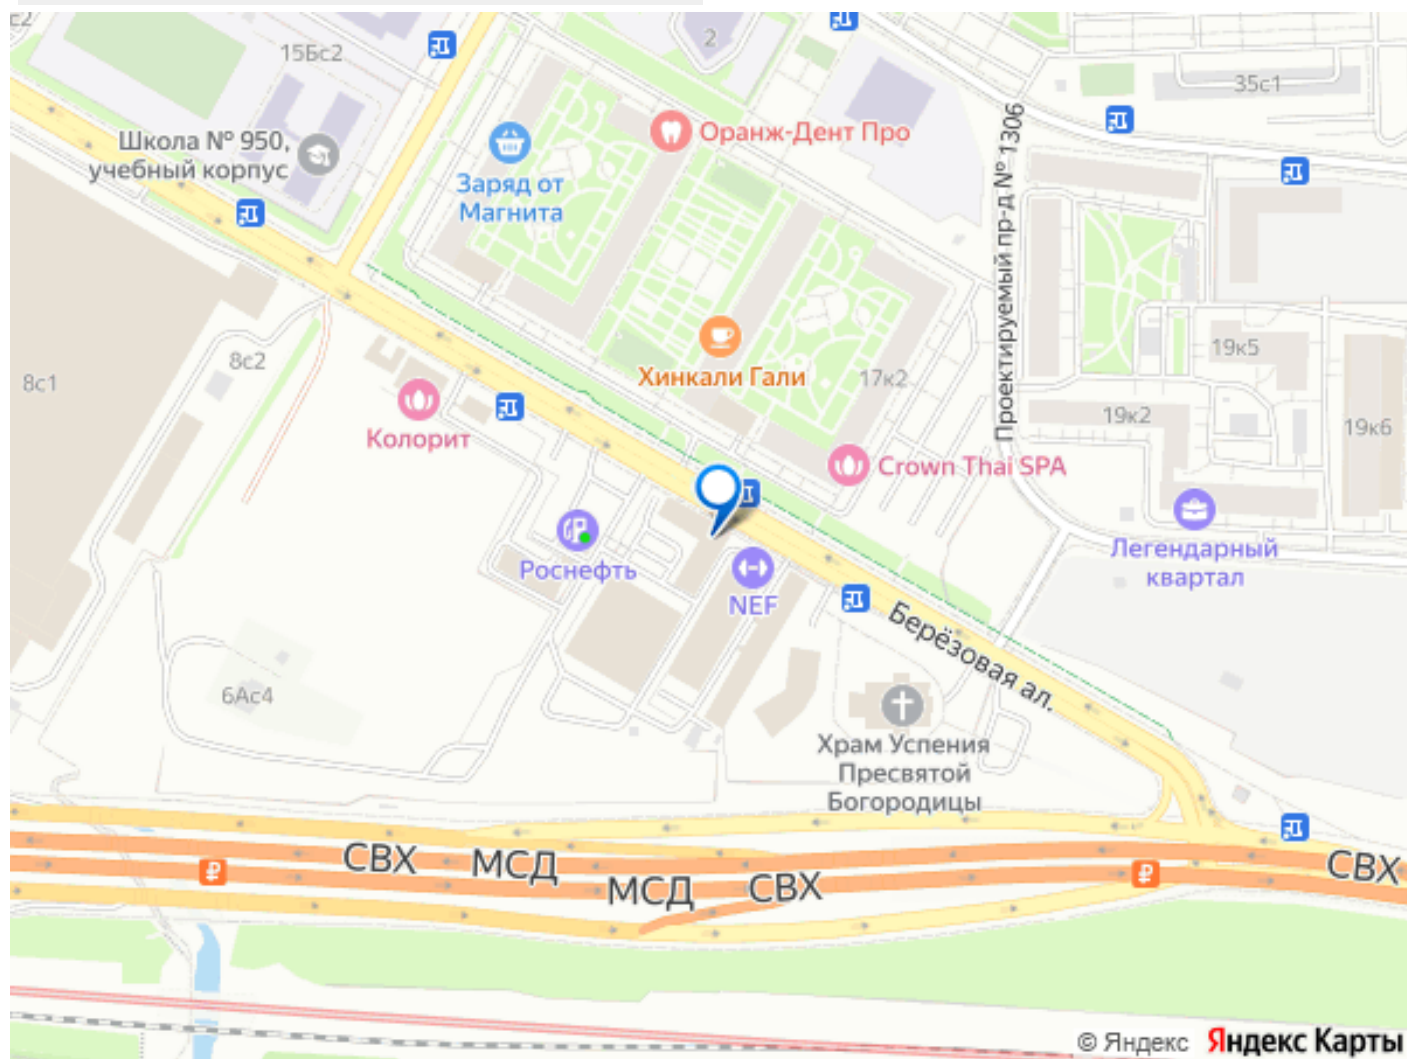 с2
15Бс2
2
35с1
Школа № 950,
учебный корпус
Оранж-Дент Про
Заряд от
Магнита
Проектируемый пр-д № 1306
8с1
8с2
Хинкали Гали
17к2
19к5
19к2
19к6
Колорит
Crown Thai SPA
Роснефть
NEF
Легендарный
квартал
Берёзовая ал.
6Ас4
Храм Успения
Пресвятой
Богородицы
СВХ
МСД
МСД
СВХ
СВХ
© Яндекс Яндекс Карты